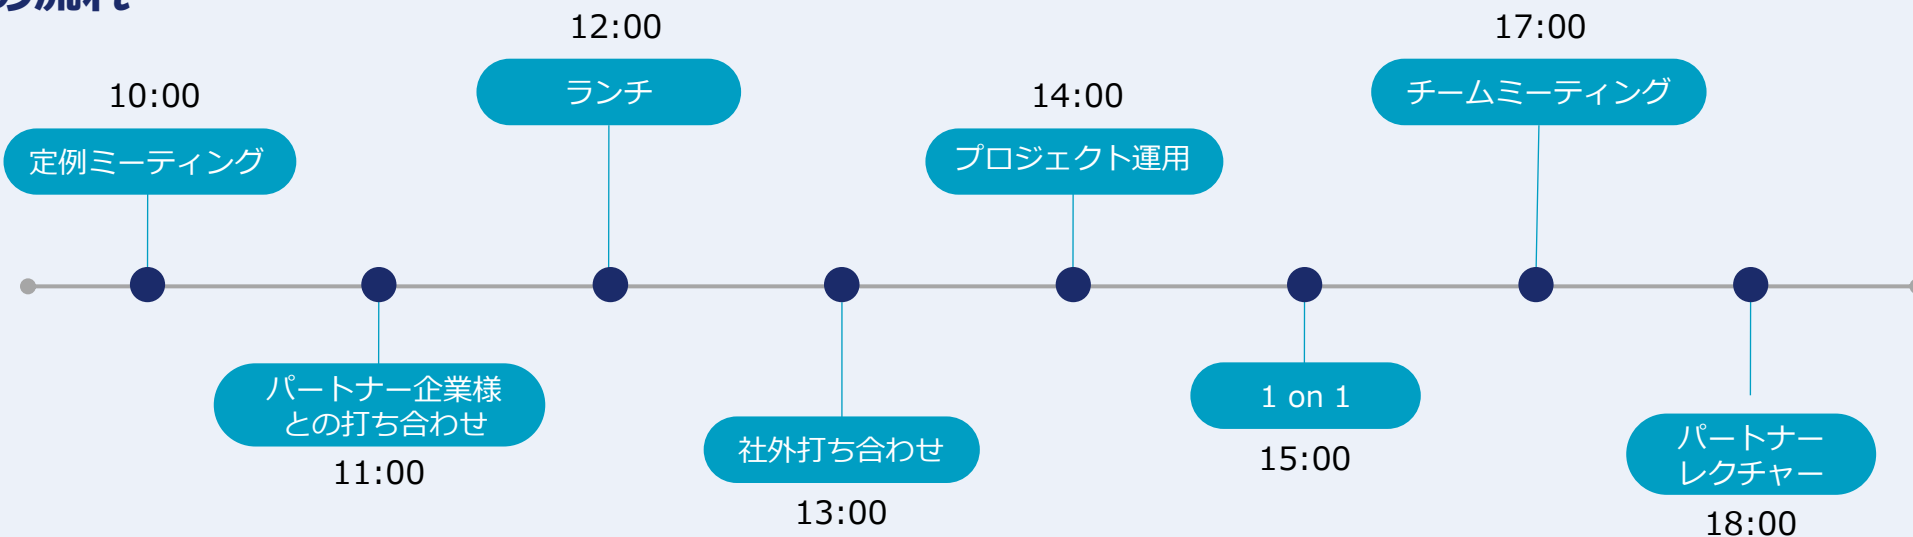 の流れ
10:00
定例ミーティング
パートナー企業様
との打ち合わせ
11:00
12:00
ランチ
社外打ち合わせ
13:00
14:00
プロジェクト運用
1 on 1
15:00
17:00
チームミーティング
パートナー
レクチャー
18:00